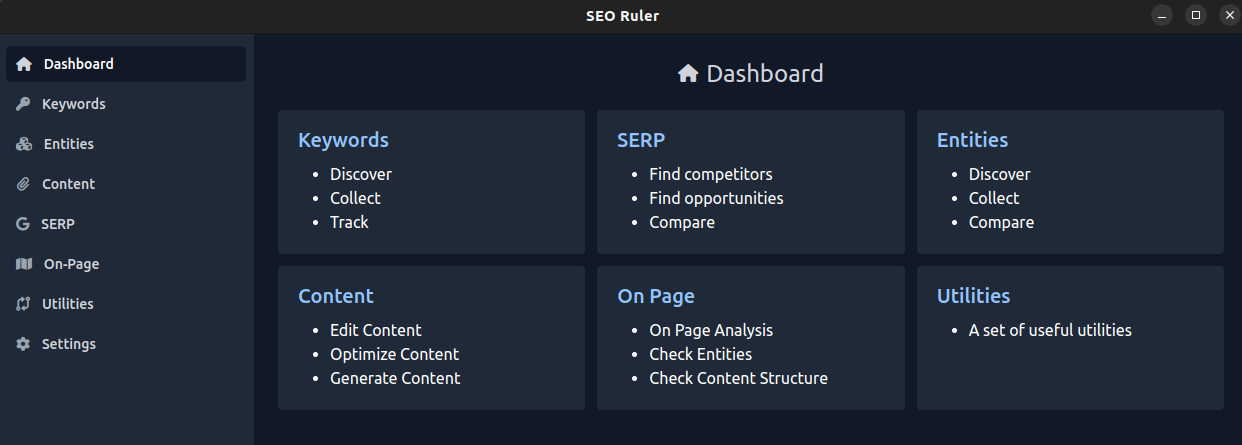 SEO Ruler
Dashboard
Keywords
Entities
Content
SERP
On-Page
Utilities
Settings
Dashboard
Keywords
Discover
Collect
Track
SERP
Find competitors
Find opportunities
Compare
Entities
Discover
Collect
Compare
Content
Edit Content
Optimize Content
Generate Content
On Page
On Page Analysis
Check Entities
Check Content Structure
Utilities
A set of useful utilities